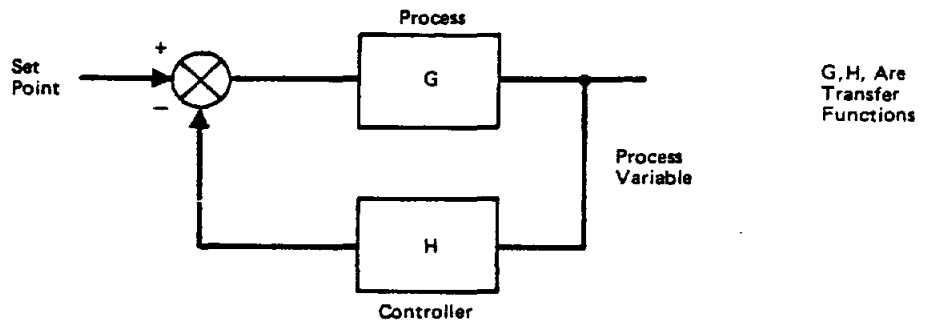 Process
+
Set
Point
−
G
G,H, Are
Transfer
Functions
Process
Variable
H
Controller